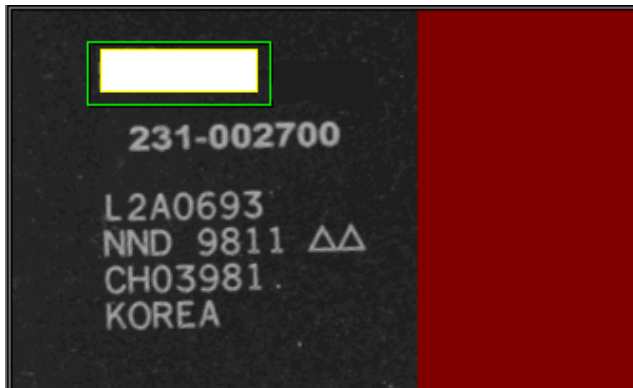 231-002700
L2A0693
NND 9811 ΔΔ
CH03981.
KOREA